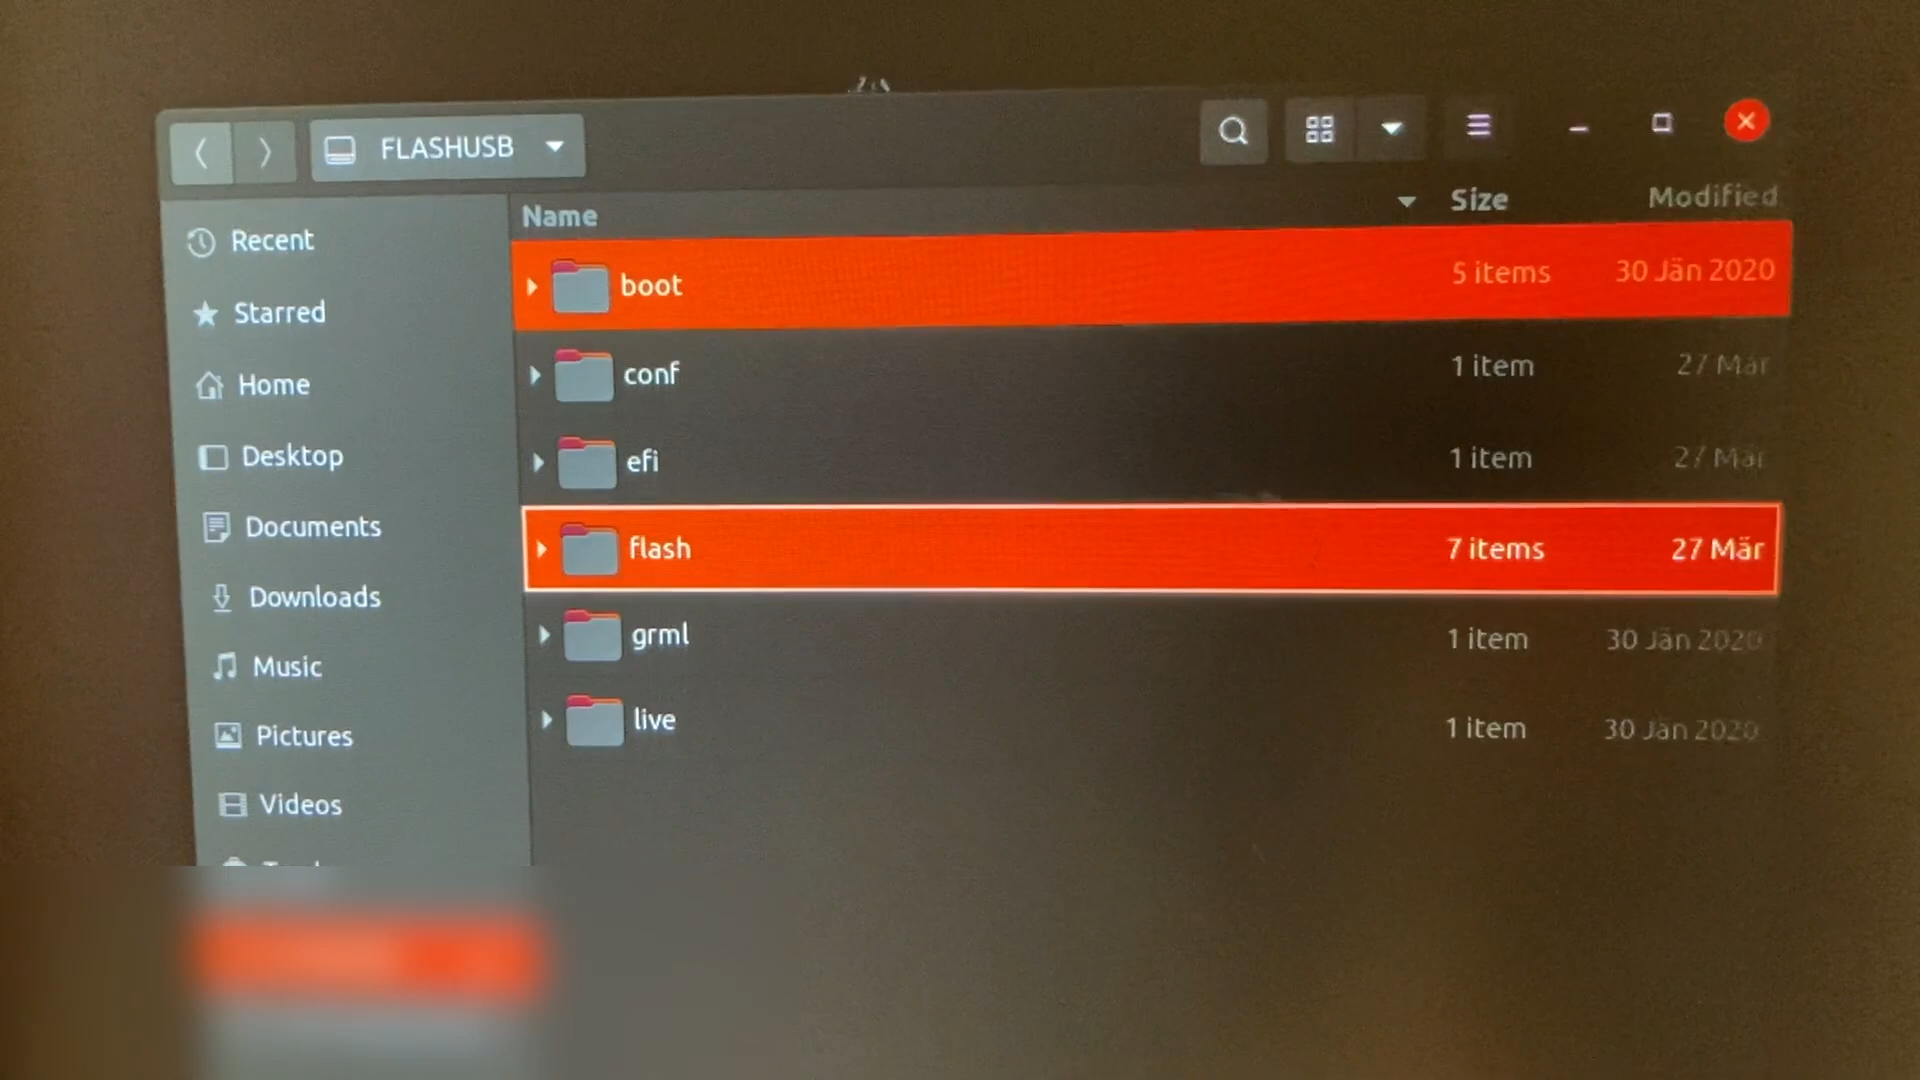 FLASHUSB
Name Size Modified
Recent
Starred
Home
Desktop
Documents
Downloads
Music
Pictures
Videos
boot 5 items 30 Jän 2020
conf 1 item 27 Mär
efi 1 item 27 Mär
flash 7 items 27 Mär
grml 1 item 30 Jän 2020
live 1 item 30 Jän 2020